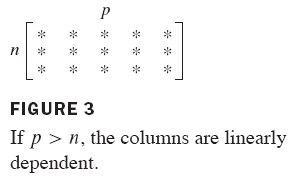 p
n
* * * * *
* * * * *
* * * * *
FIGURE 3
If p > n, the columns are linearly
dependent.